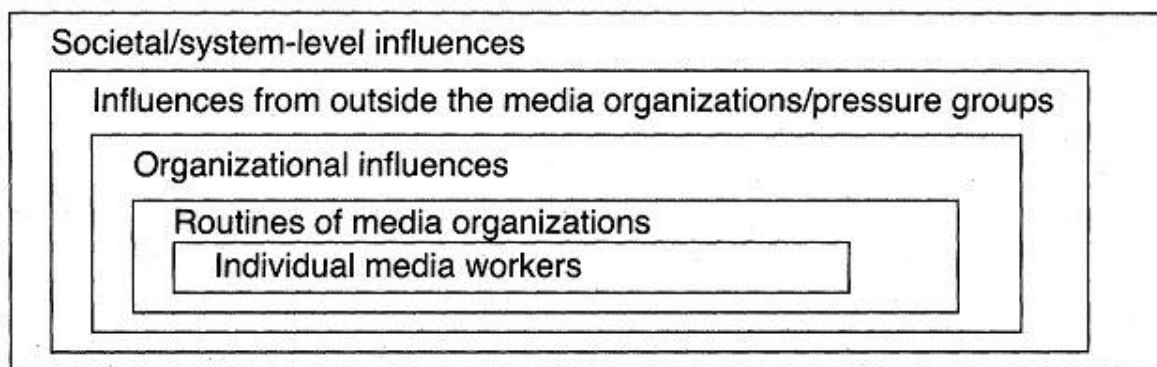 Societal/system-level influences
Influences from outside the media organizations/pressure groups
Organizational influences
Routines of media organizations
Individual media workers